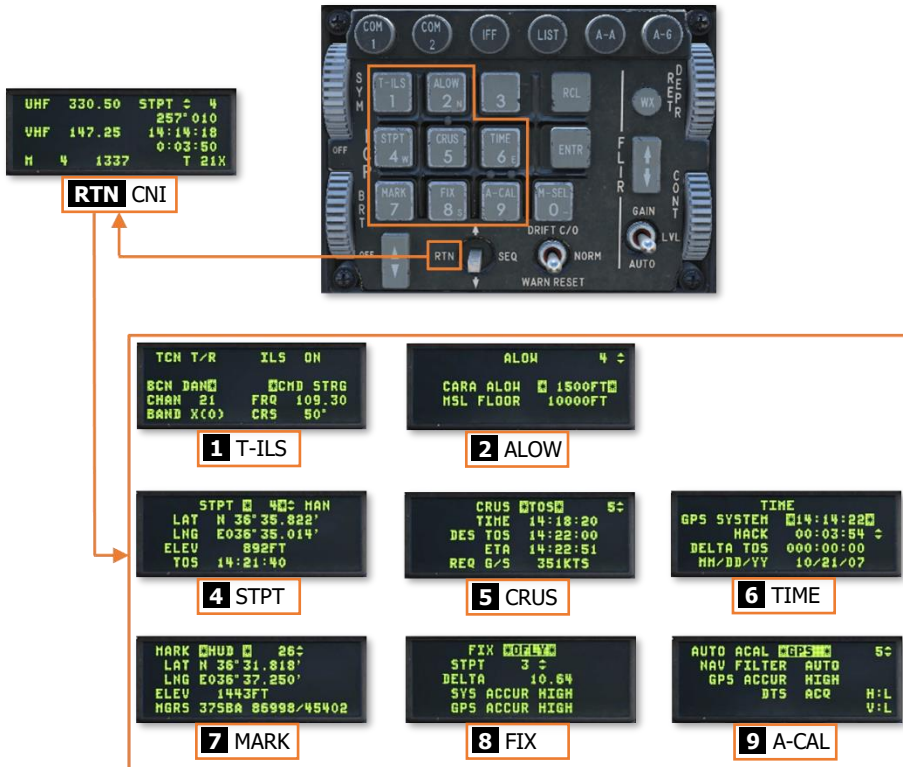 COM 1
COM 2
IFF
LIST
A-A
A-G
SYM
T-ILS 1
ALOW 2 N
3
RCL
WX
RET DEPR
OFF
STPT 4 W
CRUS 5
TIME 6 E
ENTR
FLIR
CONT
ICP
BRT
MARK 7
FIX 8 S
A-CAL 9
M-SEL 0 -
GAIN
LVL
AUTO
OFF
RTN
SEQ
DRIFT C/O
NORM
WARN RESET
UHF 330.50 STPT 4
257°010
VHF 147.25 14:14:18
0:03:50
M 4 1337 T 21X
RTN CNI
TCN T/R ILS ON
BCN DAN CMD STRG
CHAN 21 FRQ 109.30
BAND X(0) CRS 50°
1 T-ILS
ALOW 4
CARA ALOW 1500FT
MSL FLOOR 10000FT
2 ALOW
STPT 4 MAN
LAT N 36°35.822'
LNG E036°35.014'
ELEV 892FT
TOS 14:21:40
4 STPT
CRUS TOS 5
TIME 14:18:20
DES TOS 14:22:00
ETA 14:22:51
REQ G/S 351KTS
5 CRUS
TIME
GPS SYSTEM 14:14:22
HACK 00:03:54
DELTA TOS 000:00:00
MM/DD/YY 10/21/07
6 TIME
MARK HUD 26
LAT N 36°31.818'
LNG E036°37.250'
ELEV 1443FT
MGRS 37SBA 86998/45402
7 MARK
FIX OFLY
STPT 3
DELTA 10.64
SYS ACCUR HIGH
GPS ACCUR HIGH
8 FIX
AUTO ACAL GPS 5
NAV FILTER AUTO
GPS ACCUR HIGH
DTS ACQ H:L
V:L
9 A-CAL